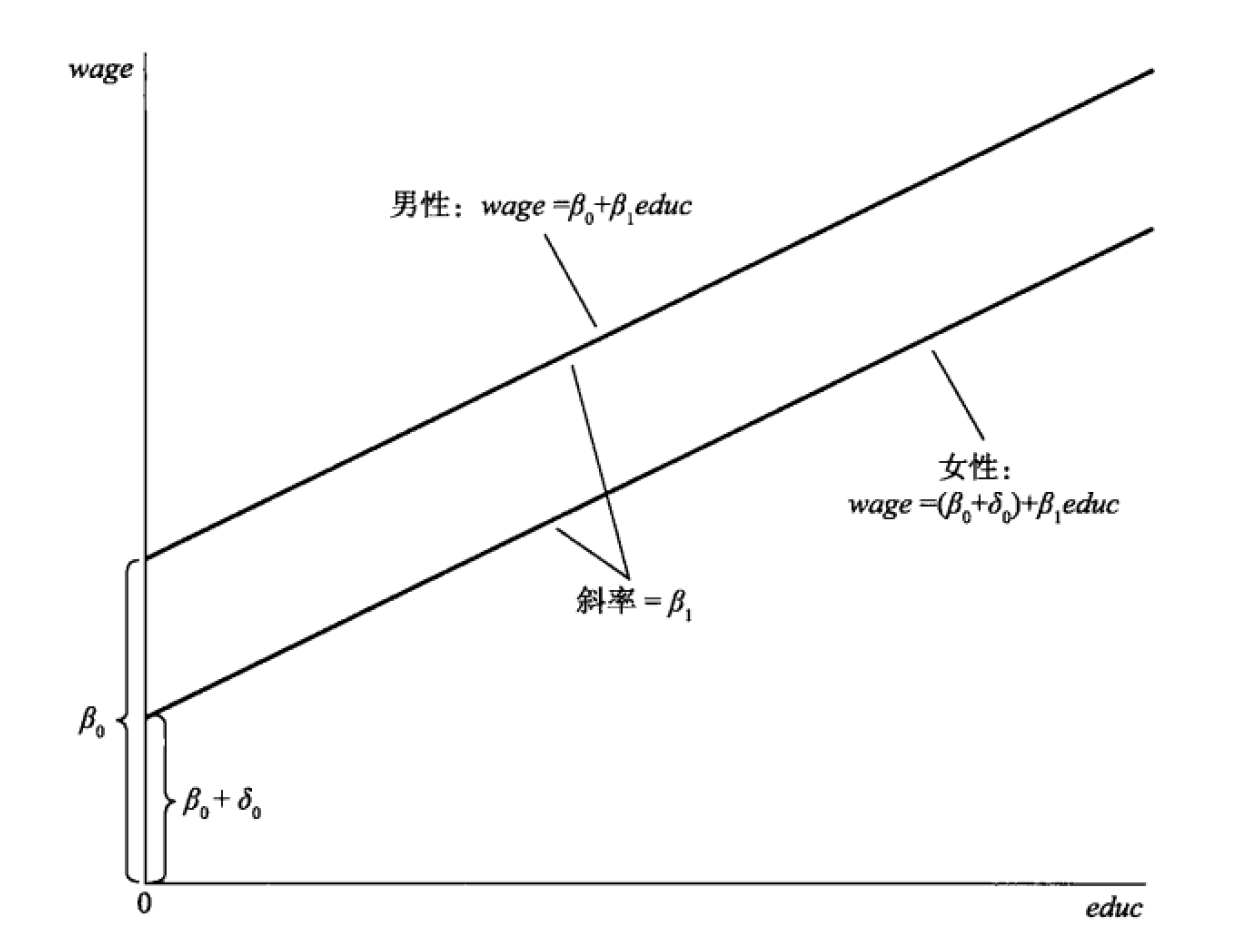 wage
男性：wage =β₀+β₁educ
女性：
wage =(β₀+δ₀)+β₁educ
斜率 = β₁
β₀
β₀ + δ₀
0
educ